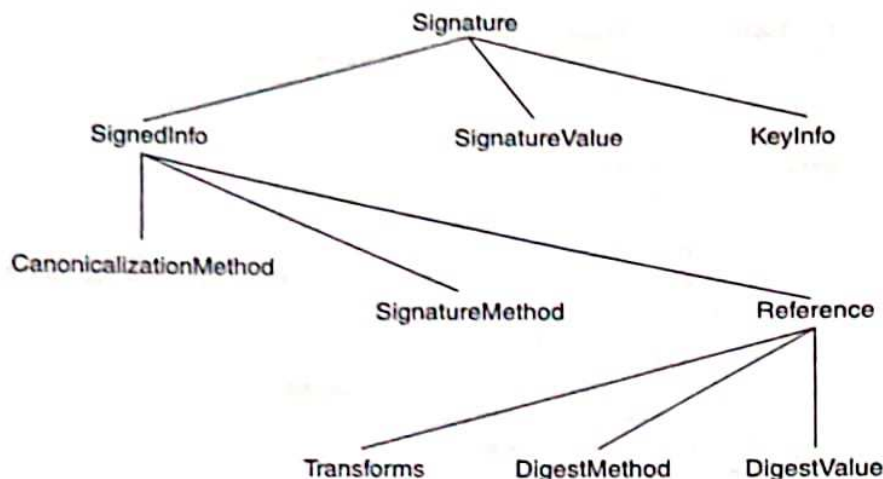 Signature
SignedInfo
SignatureValue
KeyInfo
CanonicalizationMethod
SignatureMethod
Reference
Transforms
DigestMethod
DigestValue